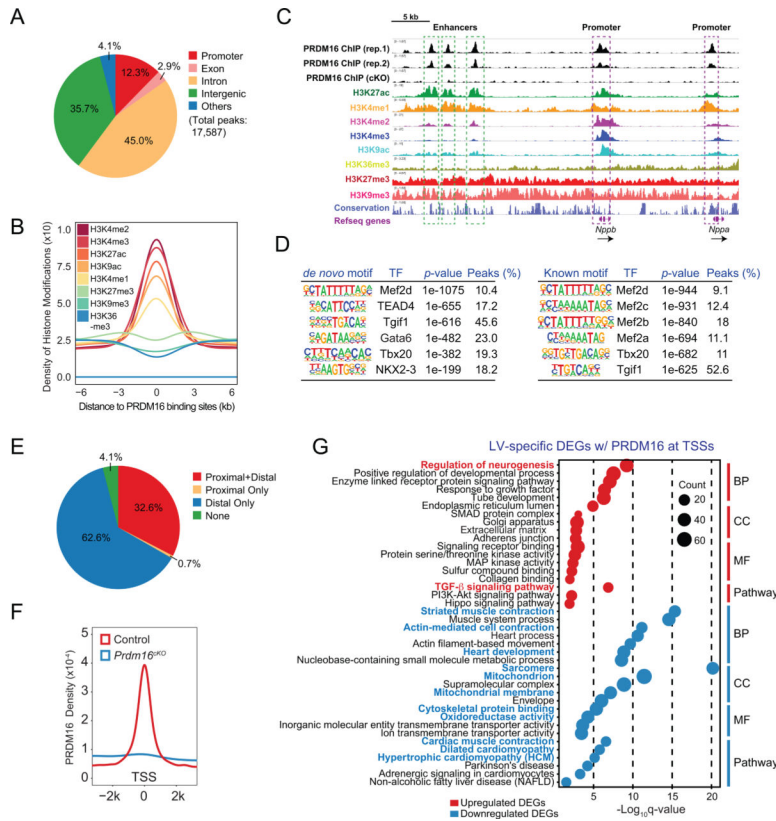 A
4.1%
2.9%
12.3%
35.7%
45.0%
Promoter
Exon
Intron
Intergenic
Others
(Total peaks:
17,587)
B
Density of Histone Modifications (x10)
10.0
7.5
5.0
2.5
0.0
H3K4me2
H3K4me3
H3K27ac
H3K9ac
H3K4me1
H3K27me3
H3K9me3
H3K36
-me3
−6
−3
0
3
6
Distance to PRDM16 binding sites (kb)
C
5 kb
Enhancers
Promoter
Promoter
PRDM16 ChIP (rep.1)
PRDM16 ChIP (rep.2)
PRDM16 ChIP (cKO)
H3K27ac
H3K4me1
H3K4me2
H3K4me3
H3K9ac
H3K36me3
H3K27me3
H3K9me3
Conservation
Refseq genes
Nppb
Nppa
D
de novo motif TF p-value Peaks (%)
Mef2d 1e-1075 10.4
TEAD4 1e-655 17.2
Tgif1 1e-616 45.6
Gata6 1e-482 23.0
Tbx20 1e-382 19.3
NKX2-3 1e-199 18.2
Known motif TF p-value Peaks (%)
Mef2d 1e-944 9.1
Mef2c 1e-931 12.4
Mef2b 1e-840 18
Mef2a 1e-694 11.1
Tbx20 1e-682 11
Tgif1 1e-625 52.6
E
4.1%
32.6%
62.6%
0.7%
Proximal+Distal
Proximal Only
Distal Only
None
F
Control
Prdm16cKO
PRDM16 Density (x10-4)
5
4
3
2
1
0
TSS
−2k
0
2k
G
LV-specific DEGs w/ PRDM16 at TSSs
Regulation of neurogenesis
Positive regulation of developmental process
Enzyme linked receptor protein signaling pathway
Response to growth factor
Tube development
Endoplasmic reticulum lumen
SMAD protein complex
Golgi apparatus
Extracellular matrix
Adherens junction
Signaling receptor binding
Protein serine/threonine kinase activity
MAP kinase activity
Sulfur compound binding
Collagen binding
TGF-β signaling pathway
PI3K-Akt signaling pathway
Hippo signaling pathway
Striated muscle contraction
Muscle system process
Actin-mediated cell contraction
Heart process
Actin filament-based movement
Heart development
Nucleobase-containing small molecule metabolic process
Sarcomere
Mitochondrion
Supramolecular complex
Mitochondrial membrane
Envelope
Cytoskeletal protein binding
Oxidoreductase activity
Inorganic molecular entity transmembrane transporter activity
Ion transmembrane transporter activity
Cardiac muscle contraction
Dilated cardiomyopathy
Hypertrophic cardiomyopathy (HCM)
Parkinson's disease
Adrenergic signaling in cardiomyocytes
Non-alcoholic fatty liver disease (NAFLD)
Count
20
40
60
BP
CC
MF
Pathway
BP
CC
MF
Pathway
5
10
15
20
-Log10q-value
Upregulated DEGs
Downregulated DEGs